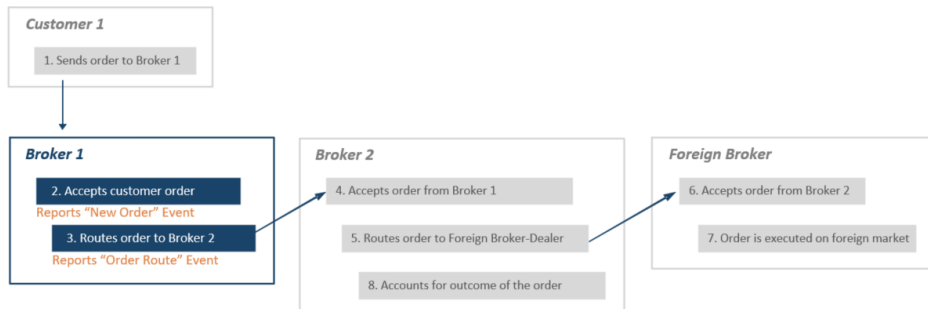 Customer 1
1. Sends order to Broker 1
Broker 1
2. Accepts customer order
Reports “New Order” Event
3. Routes order to Broker 2
Reports “Order Route” Event
Broker 2
4. Accepts order from Broker 1
5. Routes order to Foreign Broker-Dealer
8. Accounts for outcome of the order
Foreign Broker
6. Accepts order from Broker 2
7. Order is executed on foreign market